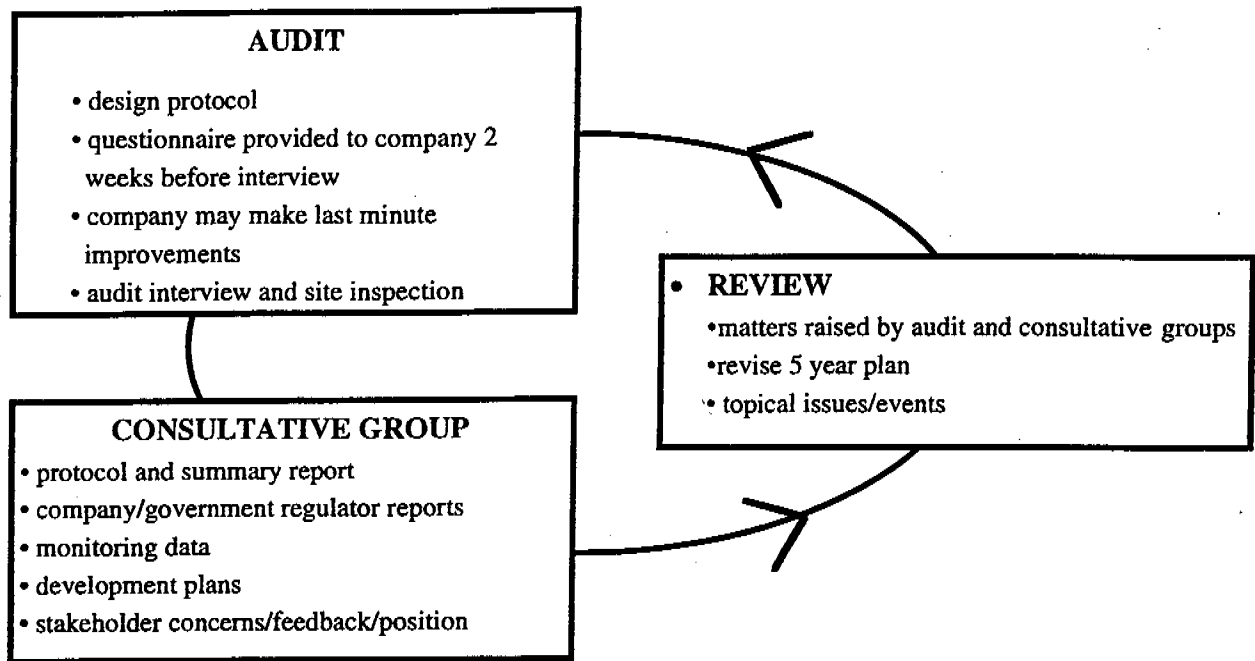 AUDIT
• design protocol
• questionnaire provided to company 2
weeks before interview
• company may make last minute
improvements
• audit interview and site inspection
• REVIEW
•matters raised by audit and consultative groups
•revise 5 year plan
• topical issues/events
CONSULTATIVE GROUP
• protocol and summary report
• company/government regulator reports
• monitoring data
• development plans
• stakeholder concerns/feedback/position